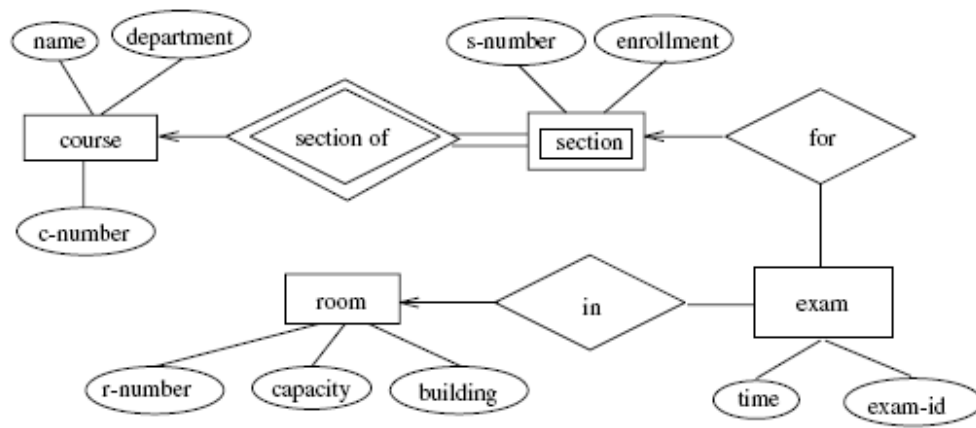 name
department
s-number
enrollment
course
section of
section
for
c-number
room
in
exam
r-number
capacity
building
time
exam-id